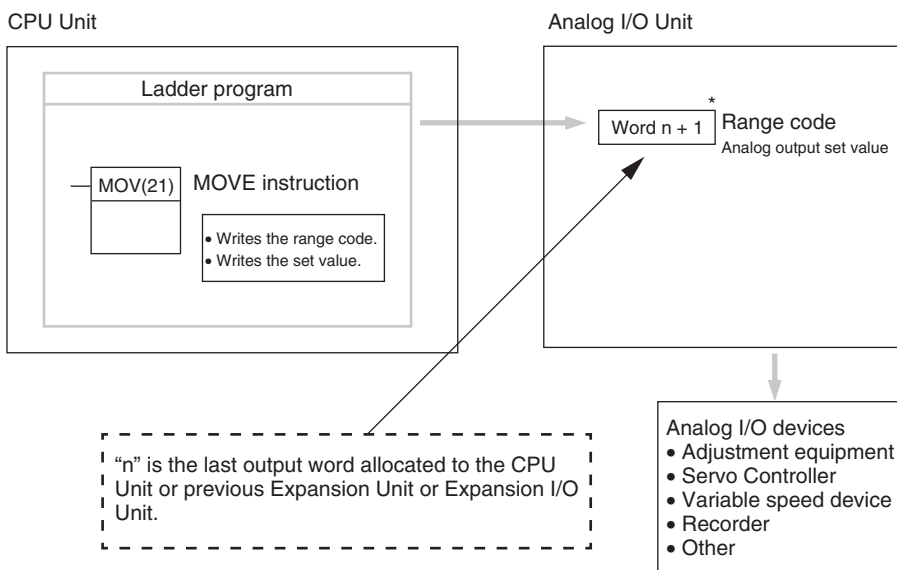 CPU Unit
Analog I/O Unit
Ladder program
MOV(21)
MOVE instruction
• Writes the range code.
• Writes the set value.
*
Word n + 1
Range code
Analog output set value
“n” is the last output word allocated to the CPU
Unit or previous Expansion Unit or Expansion I/O
Unit.
Analog I/O devices
• Adjustment equipment
• Servo Controller
• Variable speed device
• Recorder
• Other